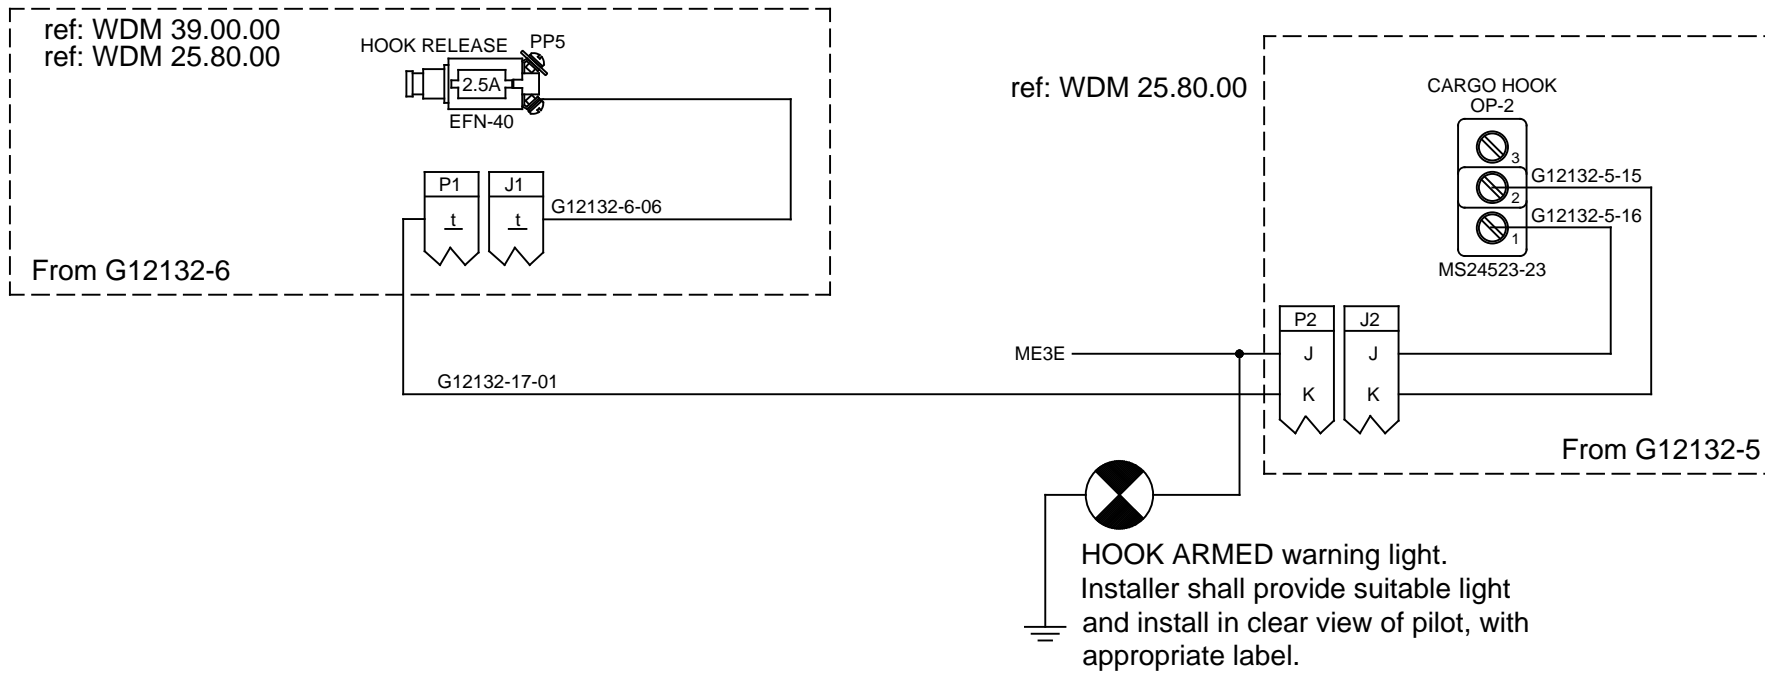 ref: WDM 39.00.00
ref: WDM 25.80.00
HOOK RELEASE
PP5
2.5A
EFN-40
P1
J1
t
t
G12132-6-06
From G12132-6
G12132-17-01
ref: WDM 25.80.00
CARGO HOOK
OP-2
3
2
1
G12132-5-15
G12132-5-16
MS24523-23
P2
J2
ME3E
J
J
K
K
From G12132-5
HOOK ARMED warning light.
Installer shall provide suitable light
and install in clear view of pilot, with
appropriate label.